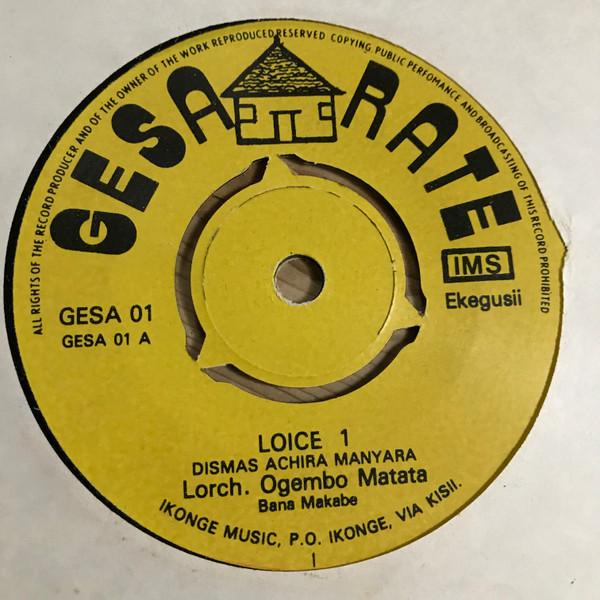 ALL RIGHTS OF THE RECORD PRODUCER AND OF THE OWNER OF THE WORK REPRODUCED RESERVED COPYING, PUBLIC PERFOMANCE AND BROADCASTING OF THIS RECORD PROHIBITED
GESA RATE
IMS
Ekegusii
GESA 01
GESA 01 A
LOICE 1
DISMAS ACHIRA MANYARA
Lorch. Ogembo Matata
Bana Makabe
IKONGE MUSIC, P.O. IKONGE, VIA KISII.
I